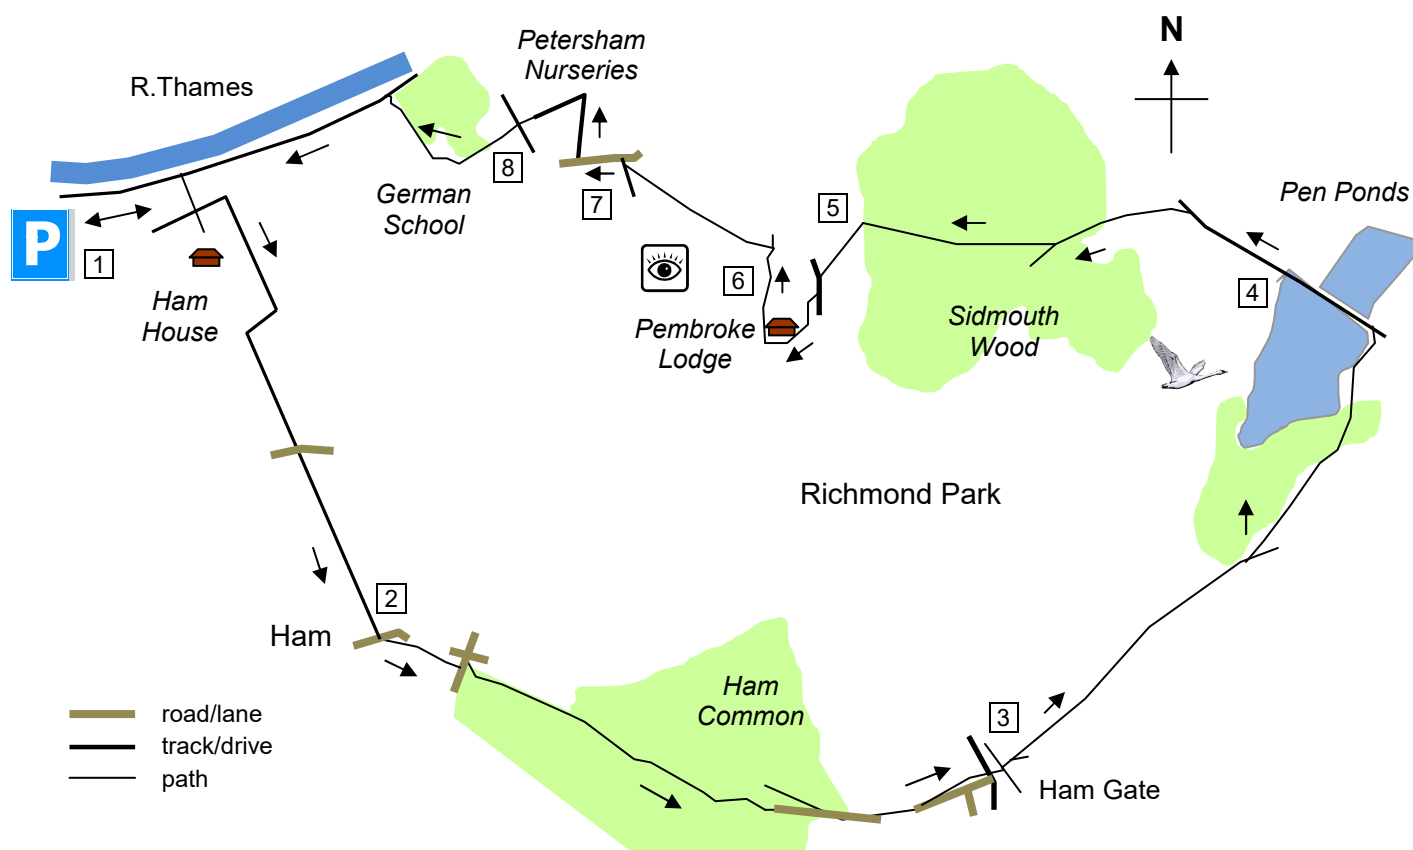 N
Petersham
Nurseries
R.Thames
German
School
8
7
5
Pen Ponds
P
1
Ham
House
6
Pembroke
Lodge
Sidmouth
Wood
4
Richmond Park
2
Ham
Ham
Common
3
Ham Gate
road/lane
track/drive
path